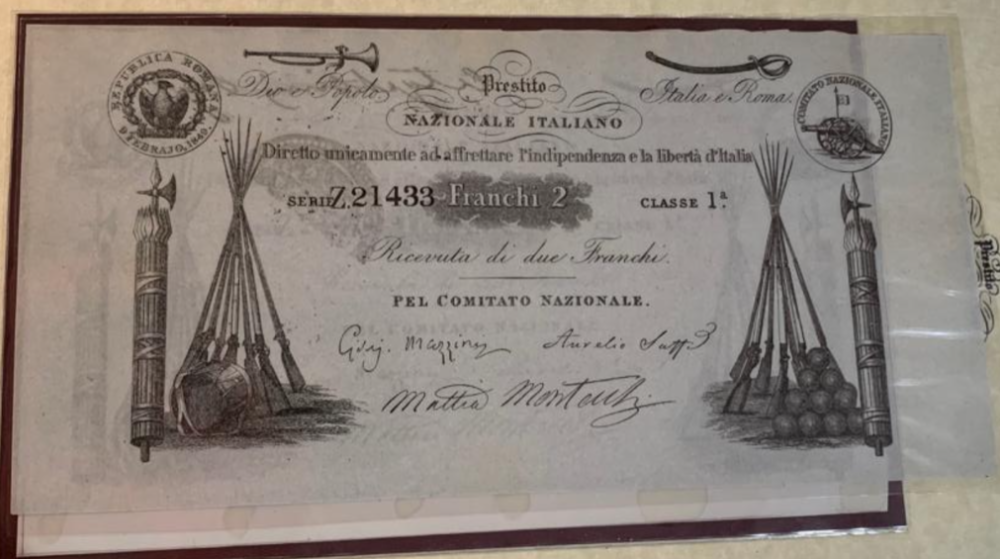 REPUBLICA ROMANA
9 FEBRAJO, 1849.
Dio e Popolo
Prestito
Italia e Roma.
COMITATO NAZIONALE ITALIANO
NAZIONALE ITALIANO
Diretto unicamente ad affrettare l'indipendenza e la libertà d'Italia
SERIE Z. 21433 Franchi 2 CLASSE 1ª.
Ricevuta di due Franchi.
PEL COMITATO NAZIONALE.
Gius. Mazzini Aurelio Saffi
Mattia Montecchi
Prestito